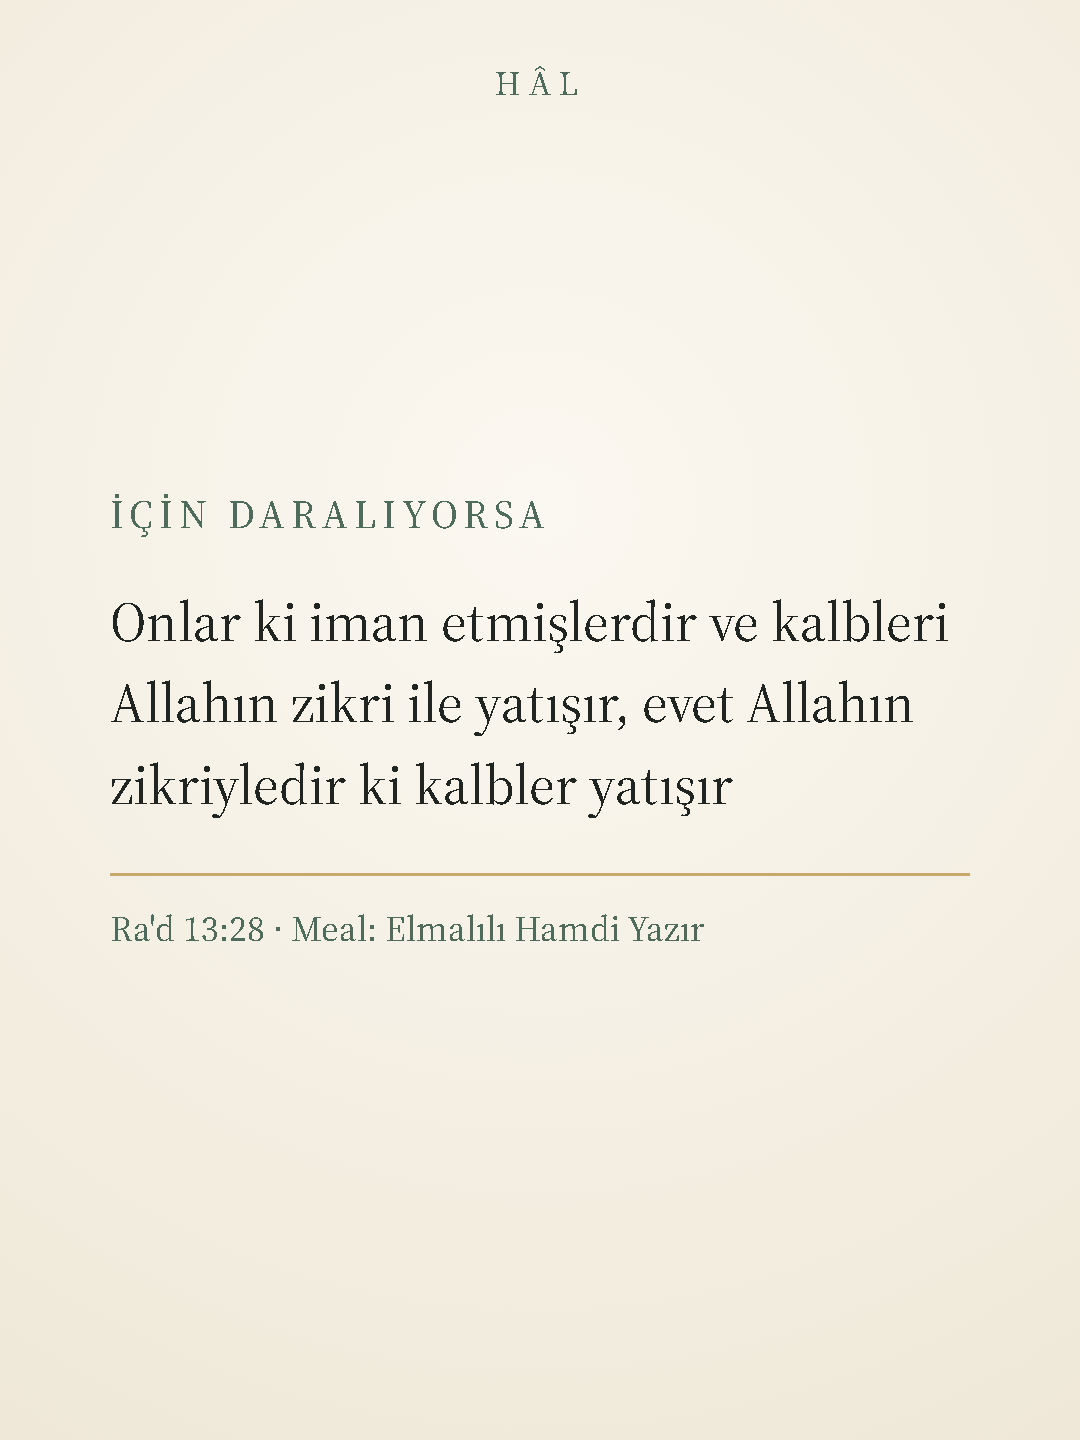 HÂL
İÇİN DARALIYORSA
Onlar ki iman etmişlerdir ve kalbleri
Allahın zikri ile yatışır, evet Allahın
zikriyledir ki kalbler yatışır
Ra'd 13:28 · Meal: Elmalılı Hamdi Yazır